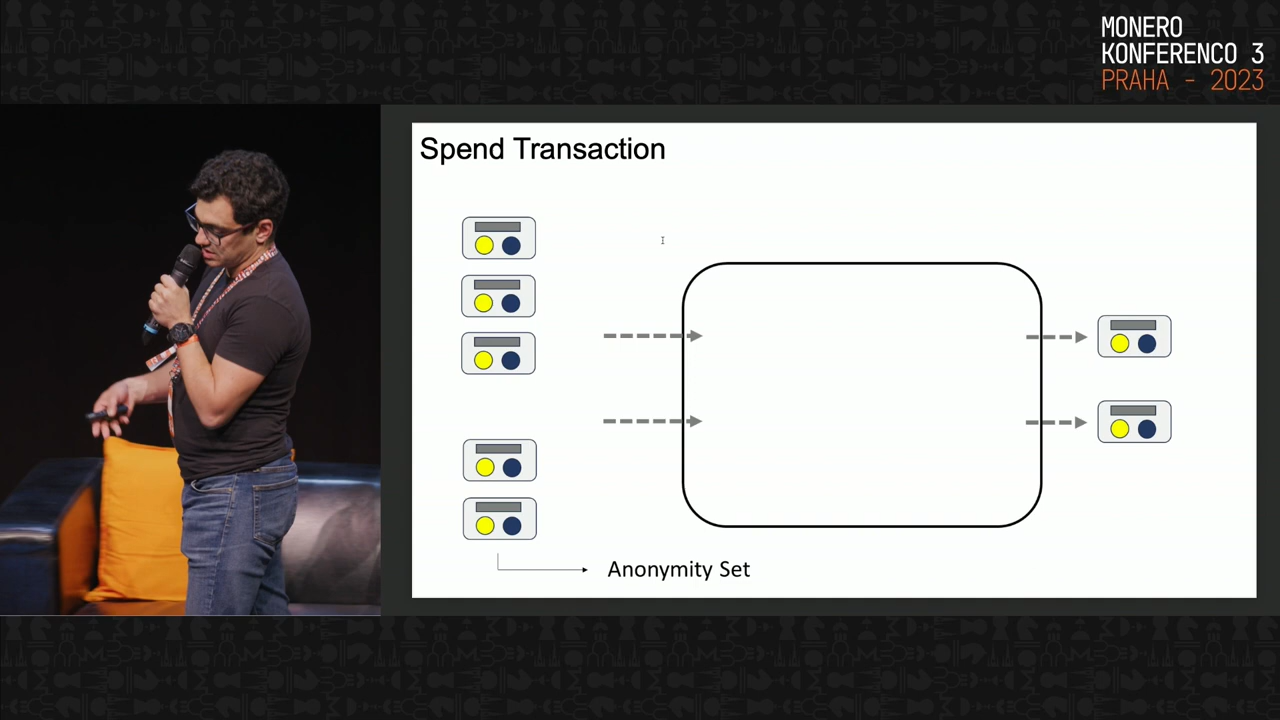 MONERO
KONFERENCO 3
PRAHA - 2023
Spend Transaction
Anonymity Set